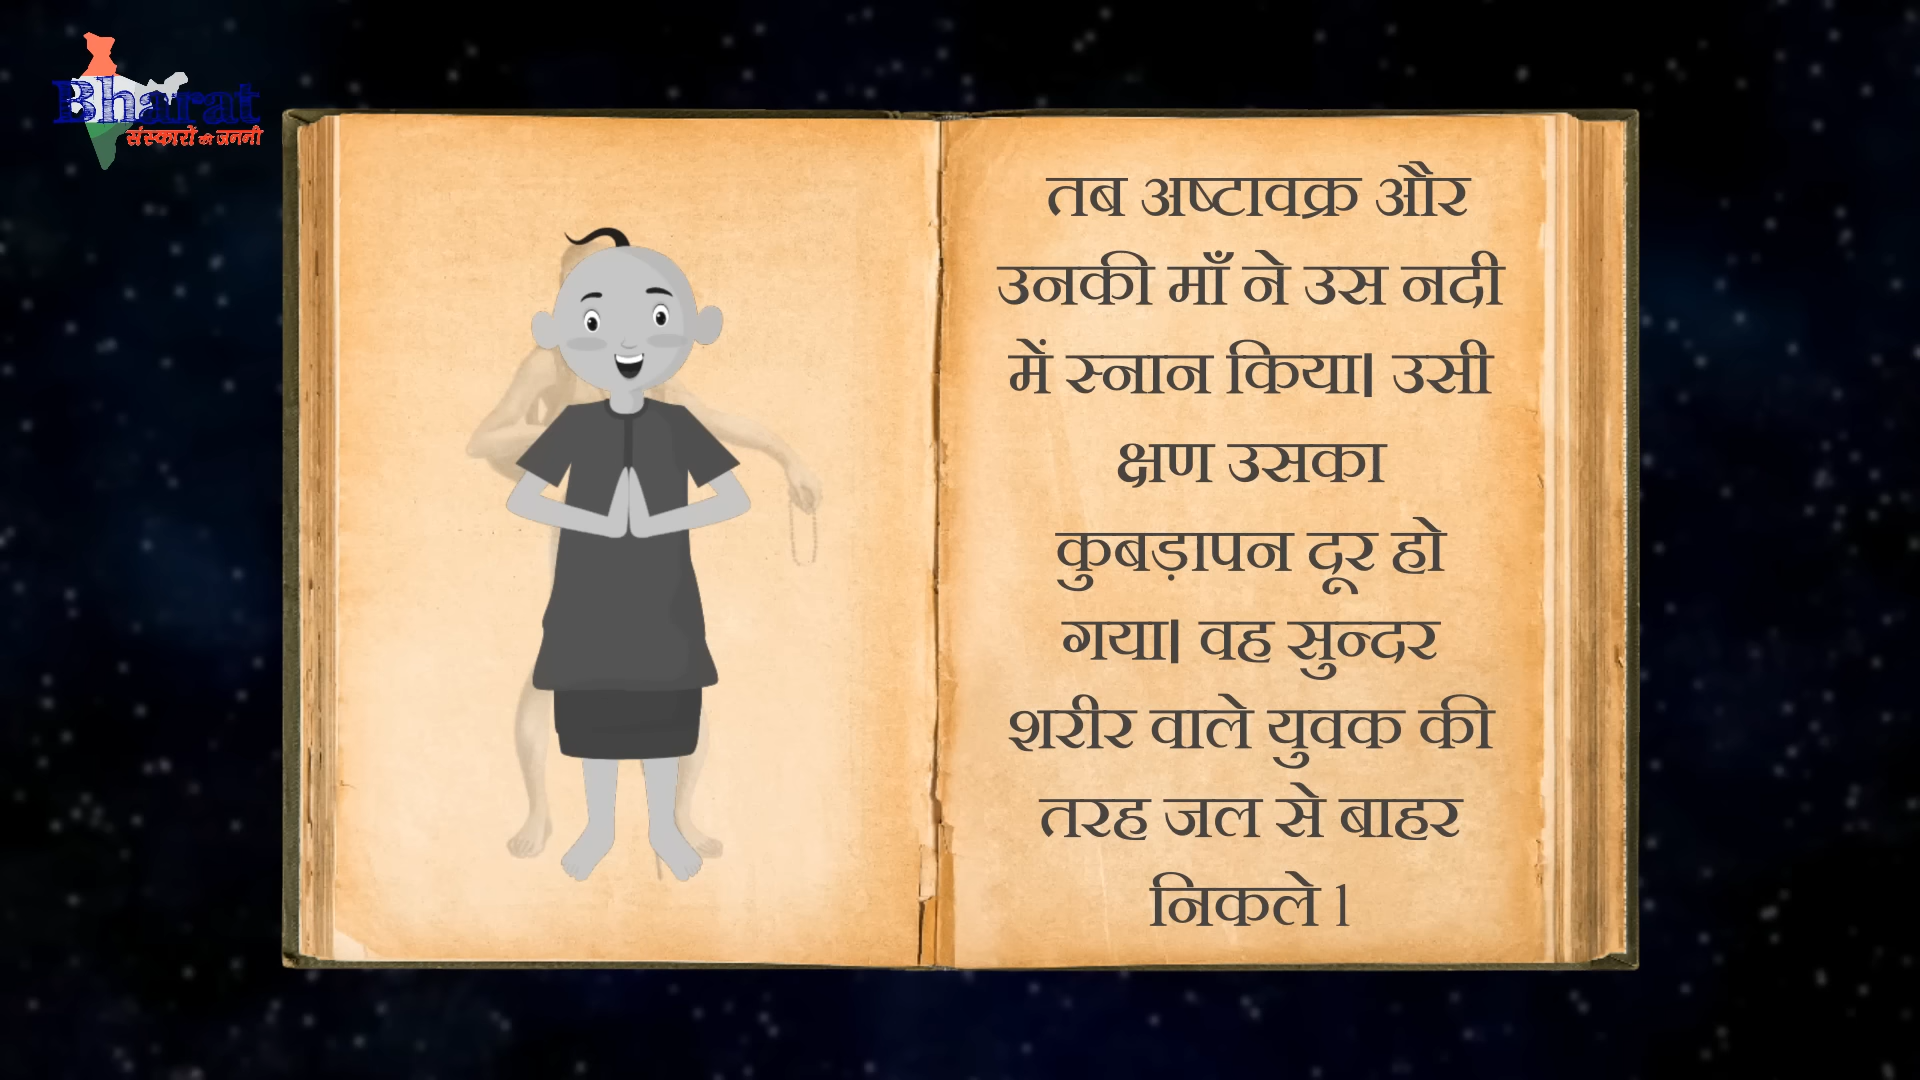 Bharat
संस्कारों की जननी
तब अष्टावक्र और
उनकी माँ ने उस नदी
में स्नान किया। उसी
क्षण उसका
कुबड़ापन दूर हो
गया। वह सुन्दर
शरीर वाले युवक की
तरह जल से बाहर
निकले।